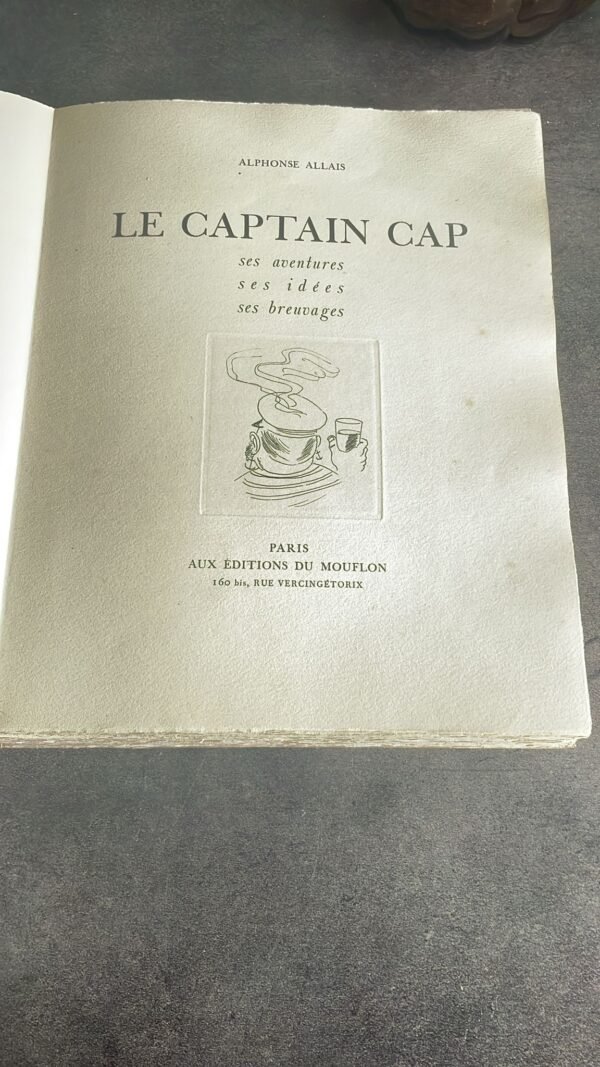 ALPHONSE ALLAIS
LE CAPTAIN CAP
ses aventures
ses idées
ses breuvages
PARIS
AUX ÉDITIONS DU MOUFLON
160 bis, RUE VERCINGÉTORIX